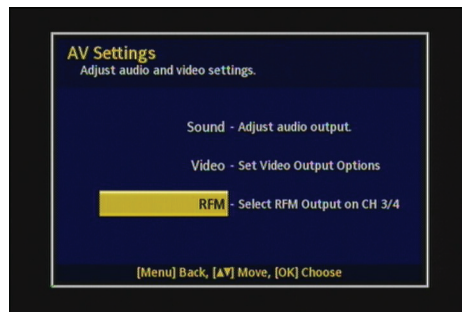 AV Settings
Adjust audio and video settings.
Sound - Adjust audio output.
Video - Set Video Output Options
RFM - Select RFM Output on CH 3/4
[Menu] Back, [▲▼] Move, [OK] Choose